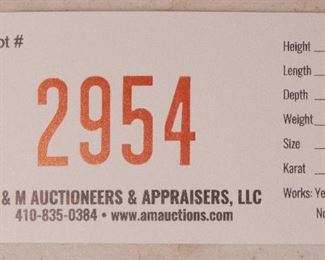 ot #
2954
& M AUCTIONEERS & APPRAISERS, LLC
410-835-0384 • www.amauctions.com
Height
Length
Depth
Weight
Size
Karat
Works: Ye
No